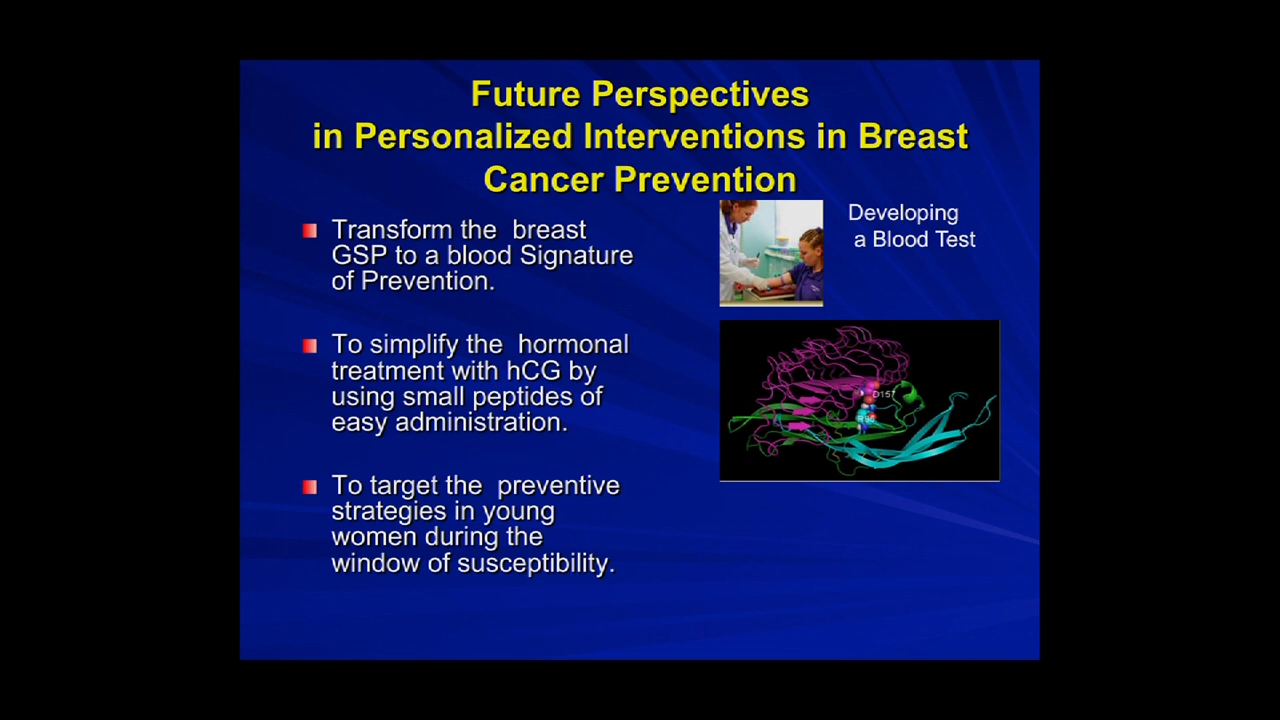 Future Perspectives
in Personalized Interventions in Breast
Cancer Prevention
Transform the breast
GSP to a blood Signature
of Prevention.
To simplify the hormonal
treatment with hCG by
using small peptides of
easy administration.
To target the preventive
strategies in young
women during the
window of susceptibility.
Developing
a Blood Test
D157